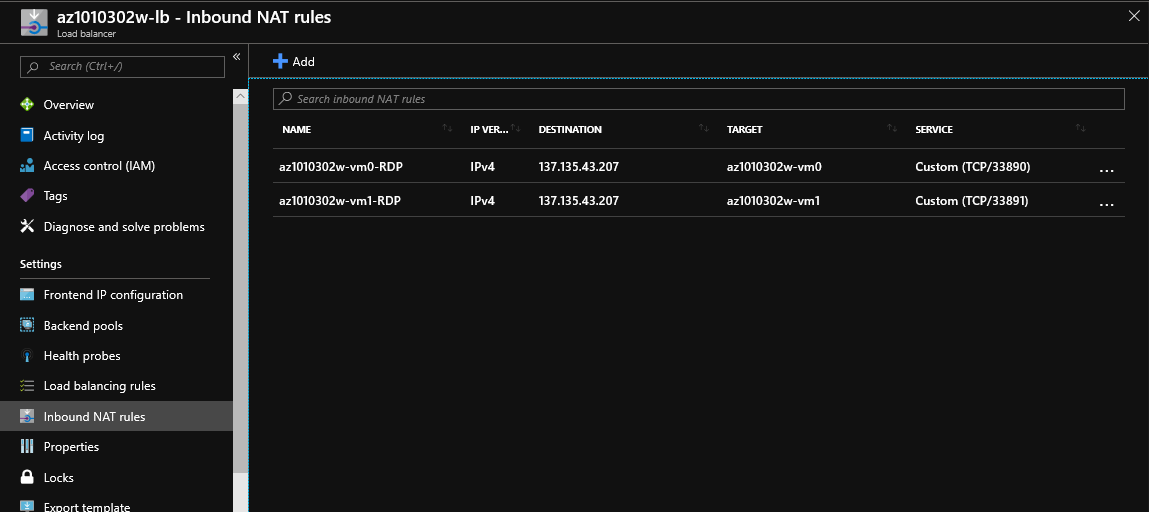 az1010302w-lb - Inbound NAT rules
Load balancer
Search (Ctrl+/)
«
Overview
Activity log
Access control (IAM)
Tags
Diagnose and solve problems
Settings
Frontend IP configuration
Backend pools
Health probes
Load balancing rules
Inbound NAT rules
Properties
Locks
Export template
Add
Search inbound NAT rules
NAME IP VER... DESTINATION TARGET SERVICE
az1010302w-vm0-RDP IPv4 137.135.43.207 az1010302w-vm0 Custom (TCP/33890) ...
az1010302w-vm1-RDP IPv4 137.135.43.207 az1010302w-vm1 Custom (TCP/33891) ...